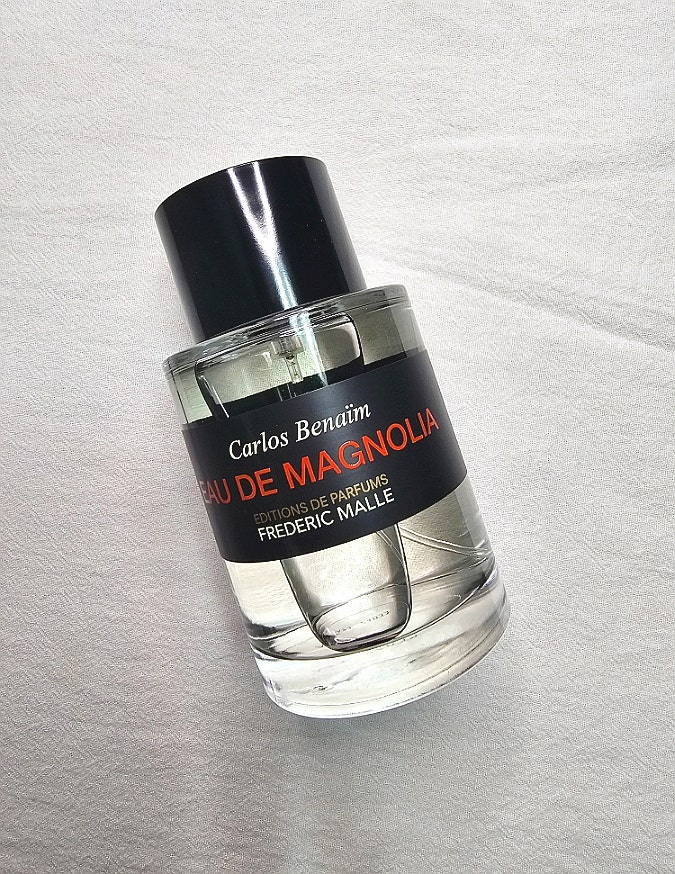 Carlos Benaïm
EAU DE MAGNOLIA
EDITIONS DE PARFUMS
FREDERIC MALLE